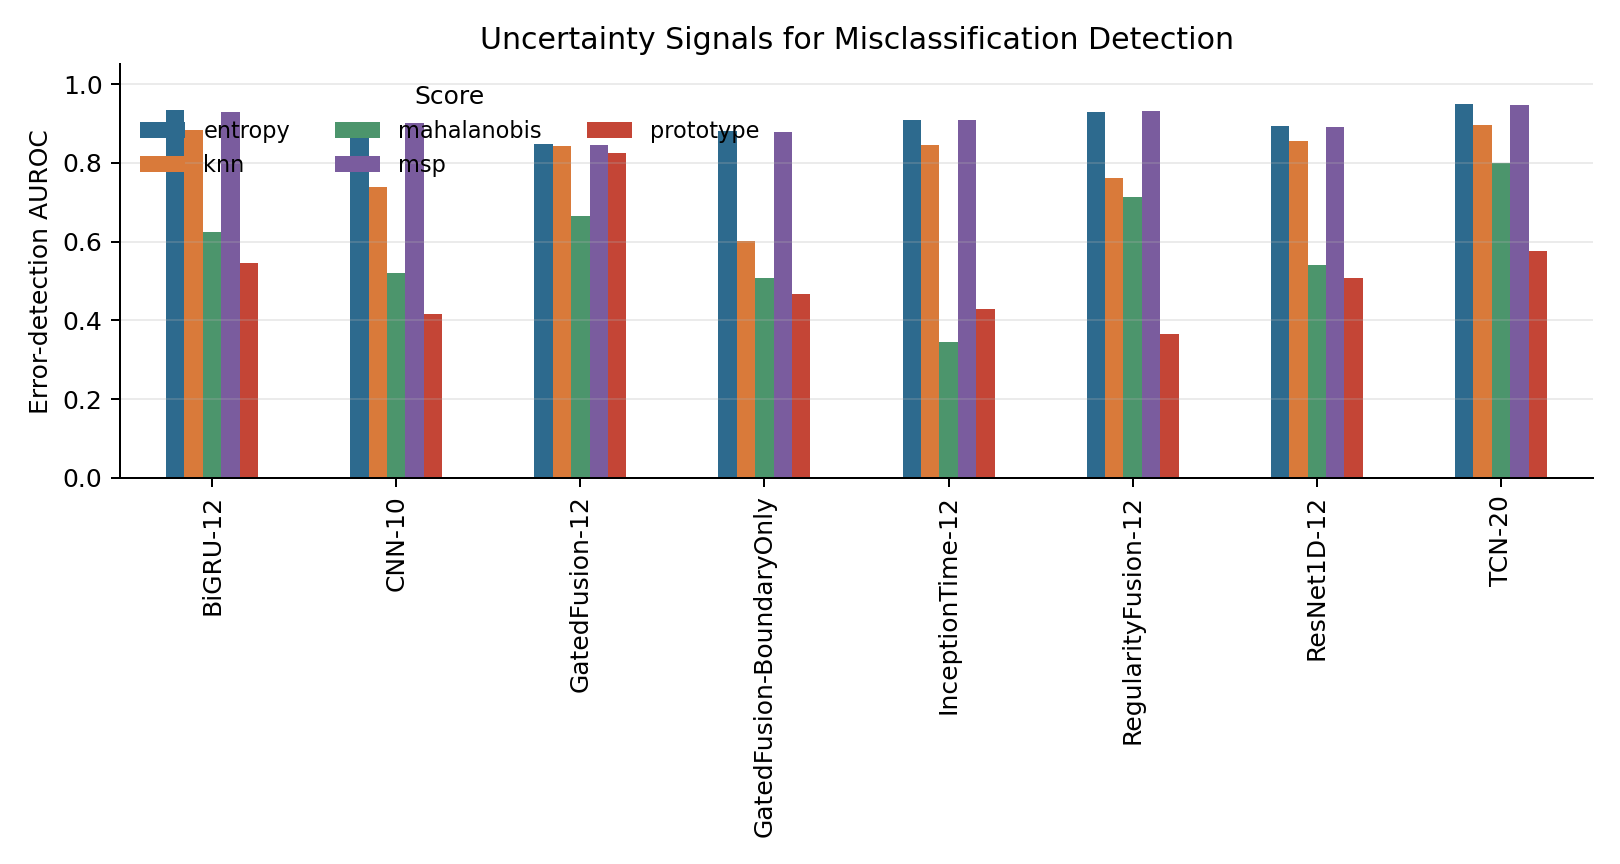 Uncertainty Signals for Misclassification Detection
Error-detection AUROC
1.0
0.8
0.6
0.4
0.2
0.0
Score
entropy
knn
mahalanobis
msp
prototype
BiGRU-12
CNN-10
GatedFusion-12
GatedFusion-BoundaryOnly
InceptionTime-12
RegularityFusion-12
ResNet1D-12
TCN-20